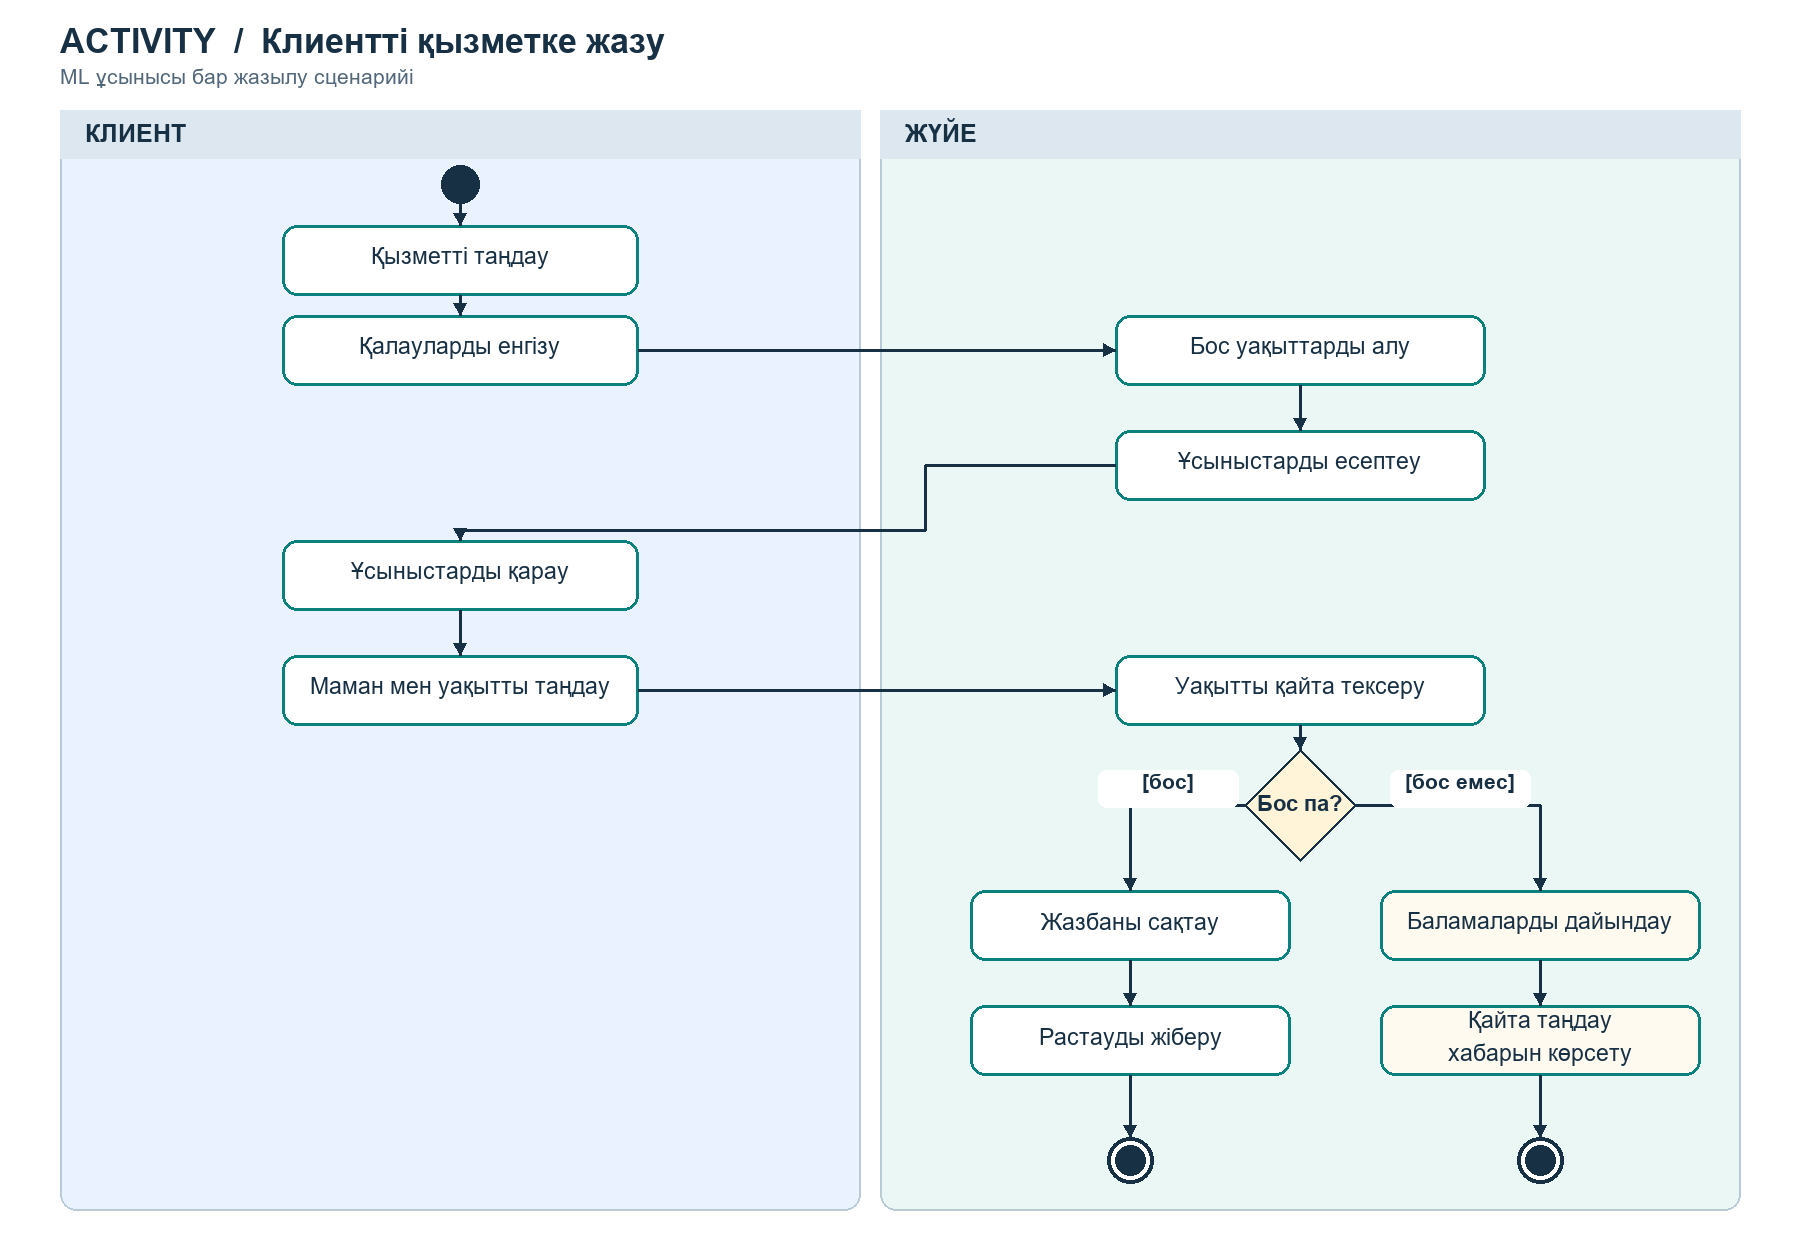 ACTIVITY / Клиентті қызметке жазу
ML ұсынысы бар жазылу сценарийі
КЛИЕНТ
ЖҮЙЕ
Қызметті таңдау
Қалауларды енгізу
Бос уақыттарды алу
Ұсыныстарды есептеу
Ұсыныстарды қарау
Маман мен уақытты таңдау
Уақытты қайта тексеру
[бос]
[бос емес]
Бос па?
Жазбаны сақтау
Баламаларды дайындау
Растауды жіберу
Қайта таңдау
хабарын көрсету